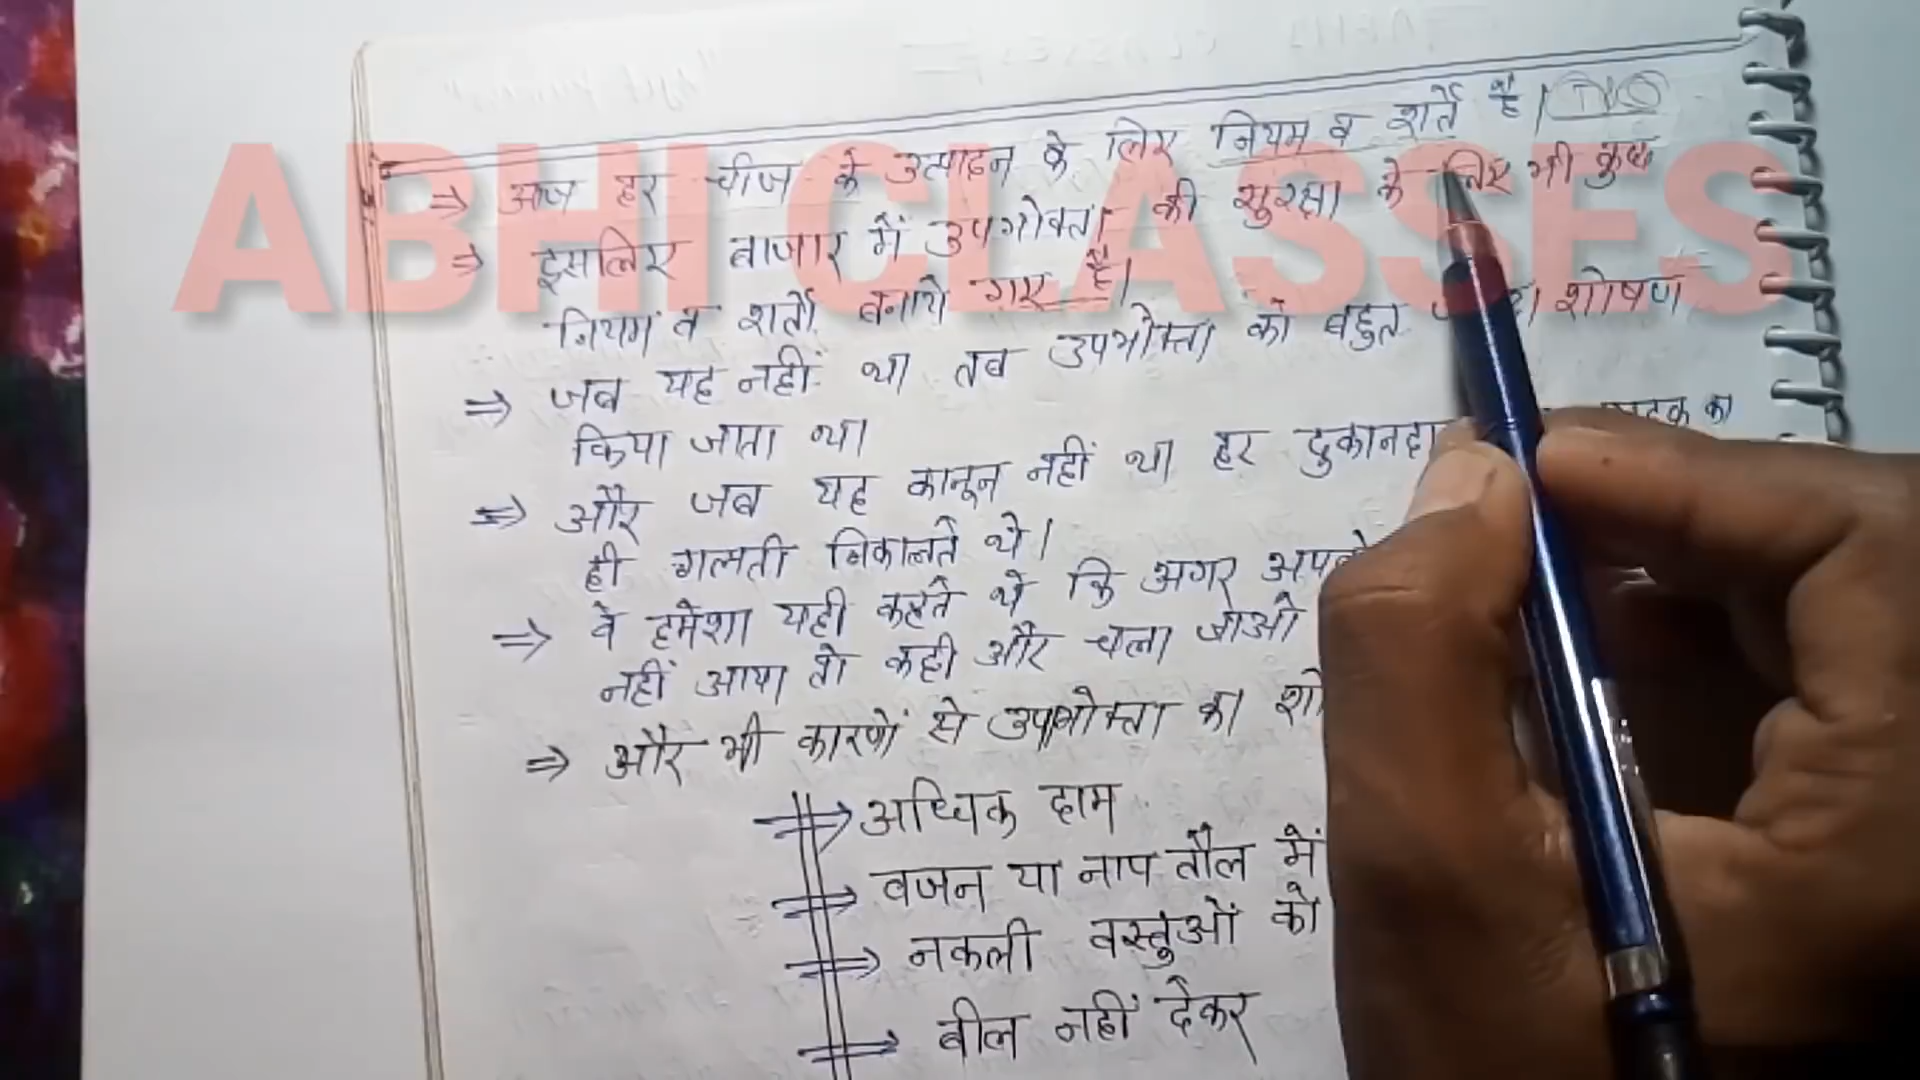 आज हर चीज के उत्पादन के लिए नियम व शर्ते है।
इसलिए बाजार में उपभोक्ता की सुरक्षा के लिए भी कुछ
नियम व शर्तो बनाये गए है।
जब यह नहीं था तब उपभोक्ता को बहुत शोषण
किया जाता था
और जब यह कानून नहीं था हर का
ही गलती निकालते थे।
वे हमेशा यही कहते थे कि अगर
नहीं आया तो कही और चला जाओ
और भी कारणों से उपभोक्ता का
अधिक दाम
वजन या नाप तौल में
नकली वस्तुओं को
बील नहीं देकर
ABHI CLASSES